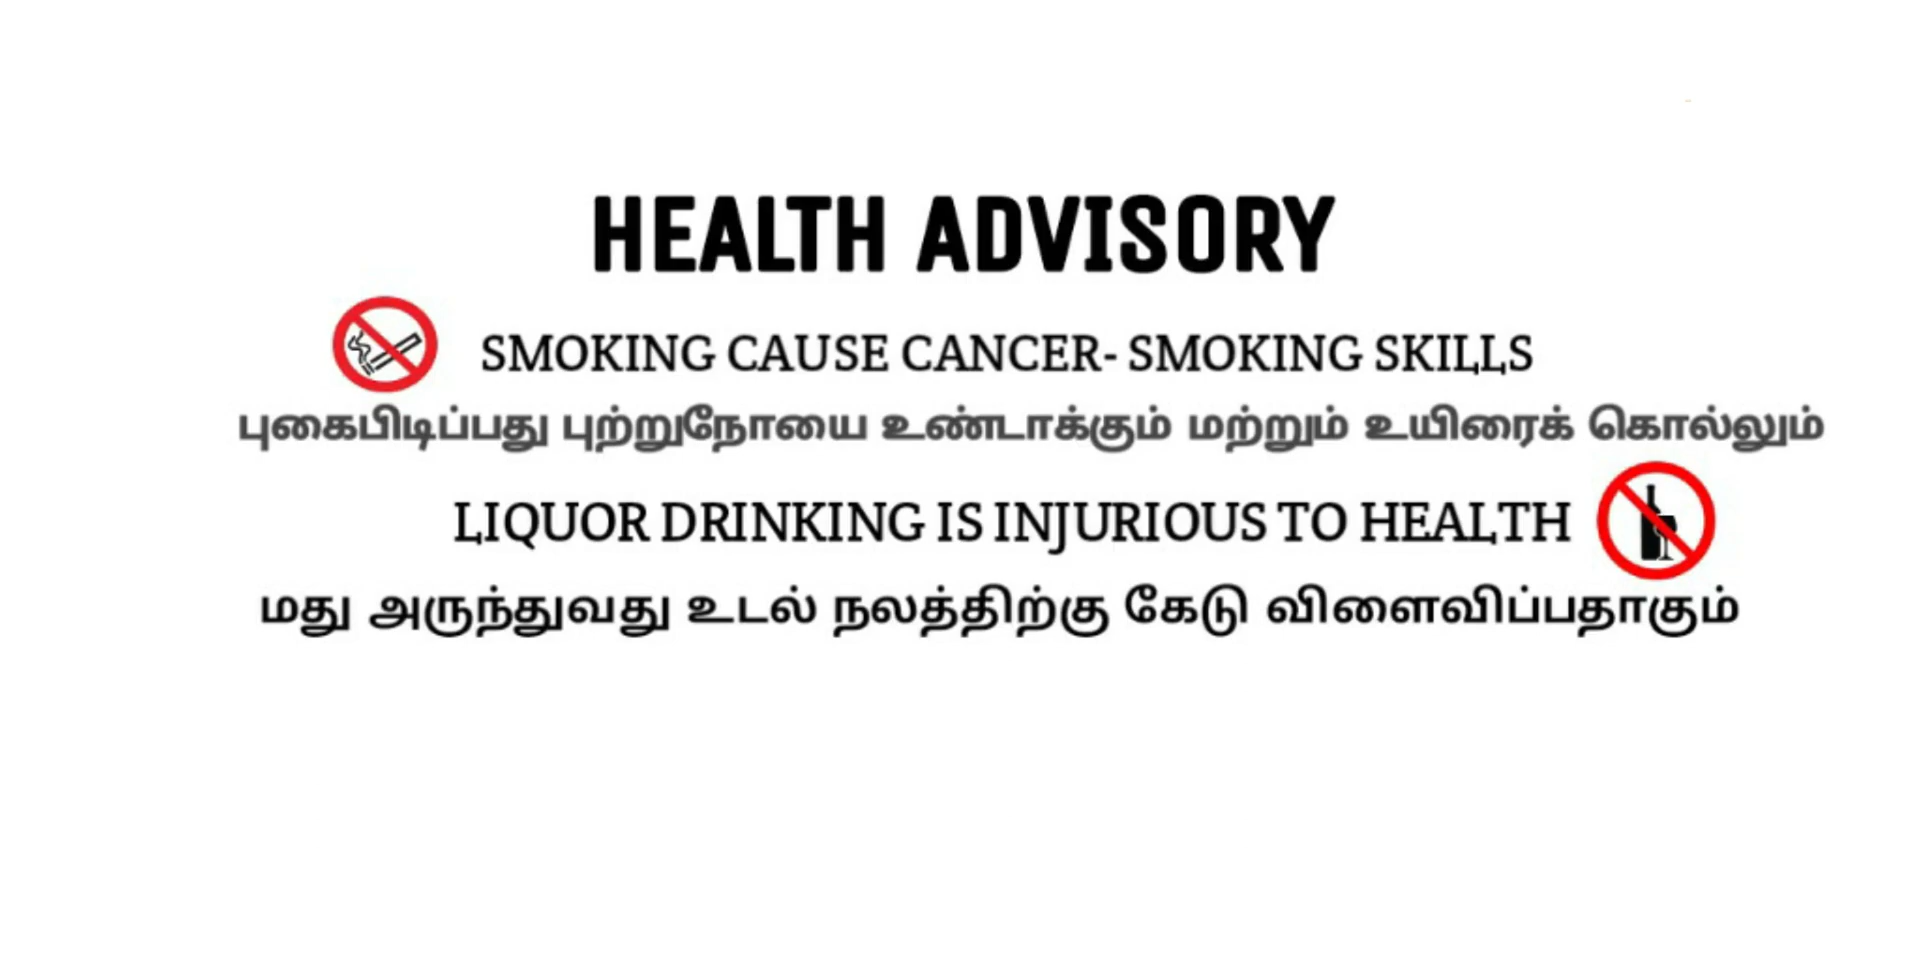 HEALTH ADVISORY
SMOKING CAUSE CANCER- SMOKING SKILLS
புகைபிடிப்பது புற்றுநோயை உண்டாக்கும் மற்றும் உயிரைக் கொல்லும்
LIQUOR DRINKING IS INJURIOUS TO HEALTH
மது அருந்துவது உடல் நலத்திற்கு கேடு விளைவிப்பதாகும்